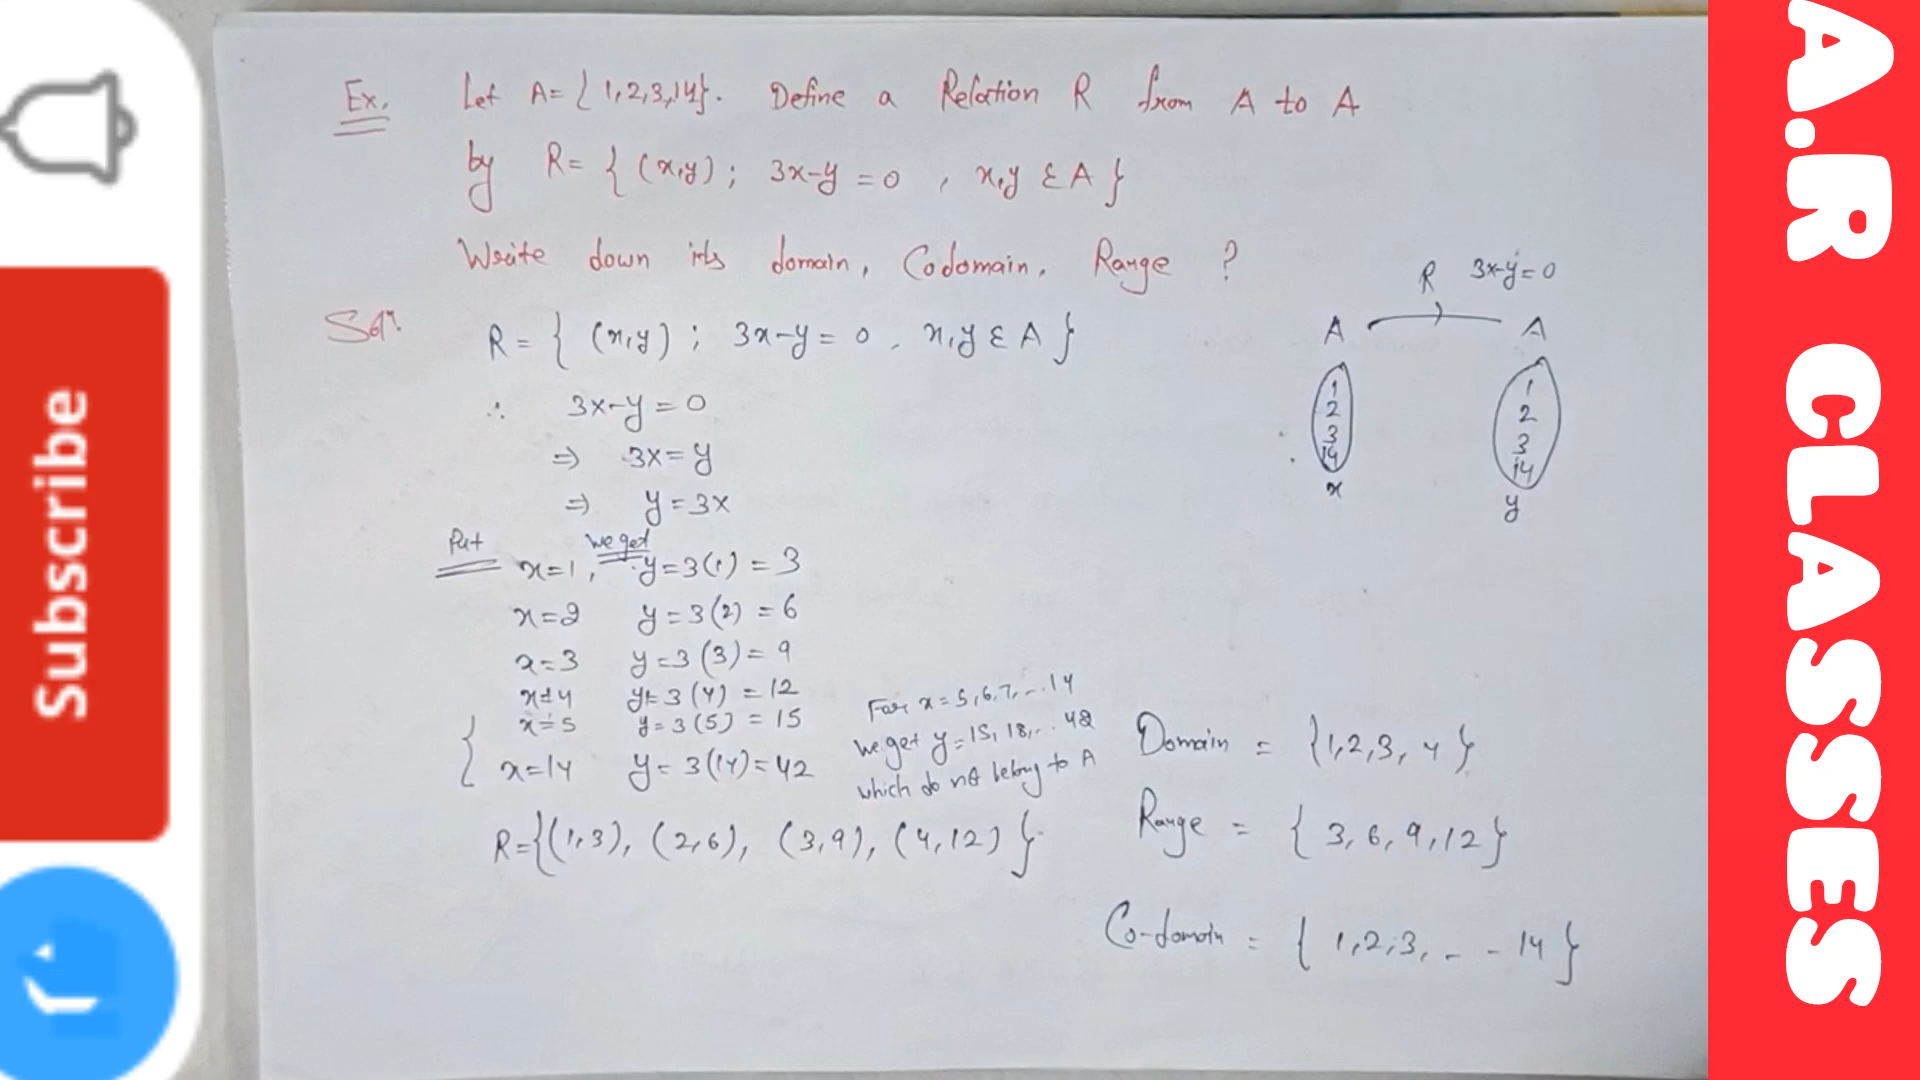 Ex. Let A= { 1,2,3,14}. Define a Relation R from A to A
by R= { (x,y); 3x-y=0 , x,y ε A }
Write down its domain, Codomain, Range ?
Solⁿ. R = { (x,y) ; 3x-y= 0 , x,y ε A }
∴ 3x-y=0
⇒ 3x=y
⇒ y=3x
Put we get
x=1, y=3(1) = 3
x=2 y=3(2) = 6
x=3 y=3(3)= 9
x=4 y=3(4) = 12
x=5 y=3(5) = 15
x=14 y= 3(14)=42
For x=5,6,7,...14
we get y=15,18,... 42
which do not belong to A
R={(1,3), (2,6), (3,9), (4,12) }
R 3x-y=0
A A
1 1
2 2
3 3
14 14
x y
Domain = {1,2,3, 4}
Range = { 3, 6, 9,12}
Co-domain = { 1,2,3, - - 14 }
Subscribe
A.R CLASSES